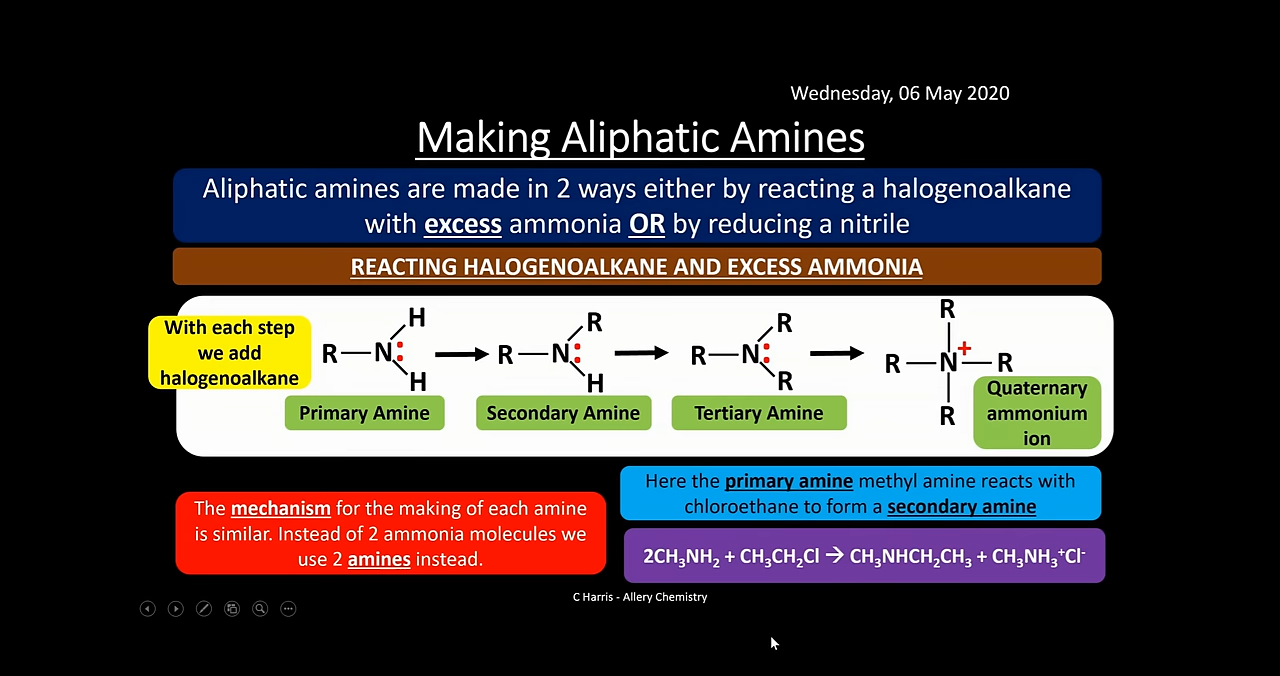 Wednesday, 06 May 2020
Making Aliphatic Amines
Aliphatic amines are made in 2 ways either by reacting a halogenoalkane
with excess ammonia OR by reducing a nitrile
REACTING HALOGENOALKANE AND EXCESS AMMONIA
With each step
we add
halogenoalkane
H
R—N:
H
Primary Amine
R
R—N:
H
Secondary Amine
R
R—N:
R
Tertiary Amine
R
R—N⁺—R
R
Quaternary
ammonium
ion
The mechanism for the making of each amine
is similar. Instead of 2 ammonia molecules we
use 2 amines instead.
Here the primary amine methyl amine reacts with
chloroethane to form a secondary amine
2CH₃NH₂ + CH₃CH₂Cl → CH₃NHCH₂CH₃ + CH₃NH₃⁺Cl⁻
C Harris - Allery Chemistry